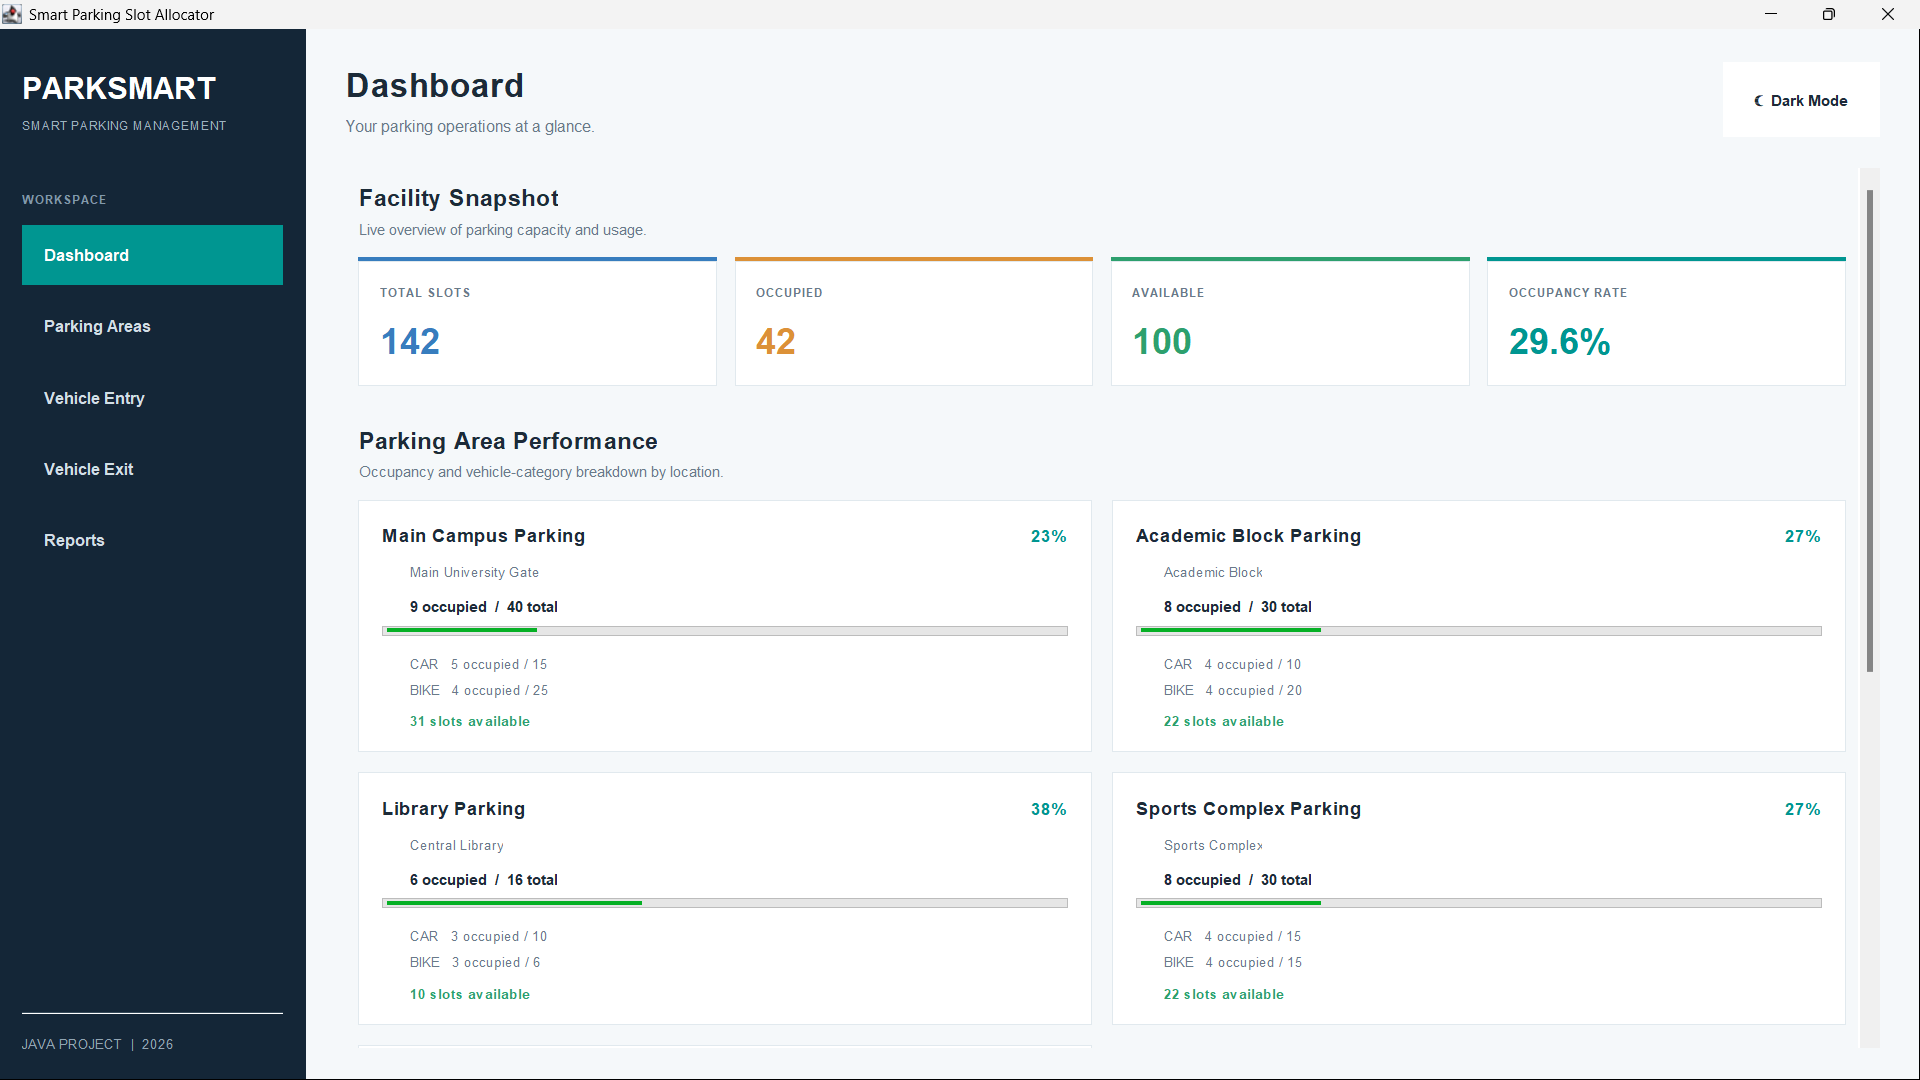 Smart Parking Slot Allocator
PARKSMART
SMART PARKING MANAGEMENT
WORKSPACE
Dashboard
Parking Areas
Vehicle Entry
Vehicle Exit
Reports
JAVA PROJECT | 2026
Dashboard
Your parking operations at a glance.
Dark Mode
Facility Snapshot
Live overview of parking capacity and usage.
TOTAL SLOTS
142
OCCUPIED
42
AVAILABLE
100
OCCUPANCY RATE
29.6%
Parking Area Performance
Occupancy and vehicle-category breakdown by location.
Main Campus Parking 23%
Main University Gate
9 occupied / 40 total
CAR 5 occupied / 15
BIKE 4 occupied / 25
31 slots available
Academic Block Parking 27%
Academic Block
8 occupied / 30 total
CAR 4 occupied / 10
BIKE 4 occupied / 20
22 slots available
Library Parking 38%
Central Library
6 occupied / 16 total
CAR 3 occupied / 10
BIKE 3 occupied / 6
10 slots available
Sports Complex Parking 27%
Sports Complex
8 occupied / 30 total
CAR 4 occupied / 15
BIKE 4 occupied / 15
22 slots available